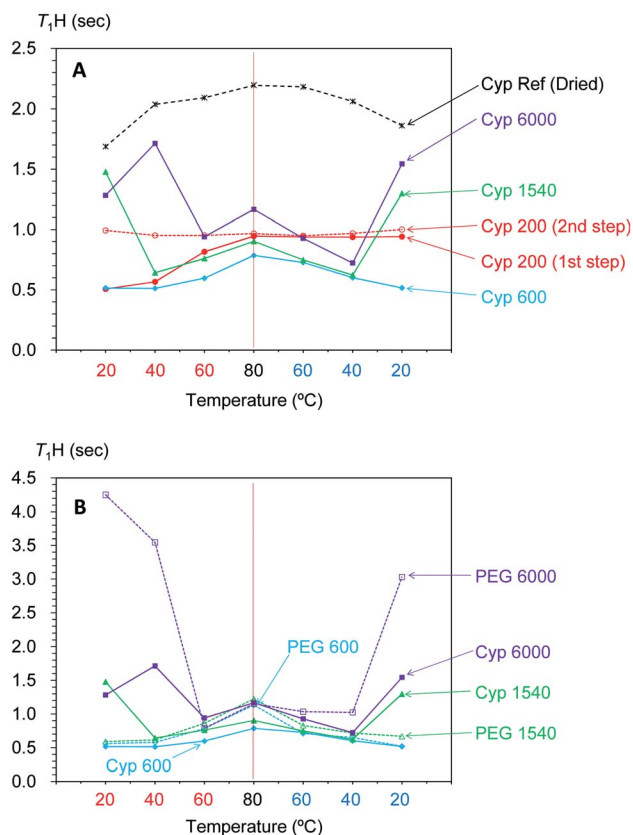 T₁H (sec)
2.5
2.0
1.5
1.0
0.5
0.0
A
Cyp Ref (Dried)
Cyp 6000
Cyp 1540
Cyp 200 (2nd step)
Cyp 200 (1st step)
Cyp 600
20 40 60 80 60 40 20
Temperature (ºC)
T₁H (sec)
4.5
4.0
3.5
3.0
2.5
2.0
1.5
1.0
0.5
0.0
B
PEG 6000
PEG 600
Cyp 6000
Cyp 1540
PEG 1540
Cyp 600
20 40 60 80 60 40 20
Temperature (ºC)